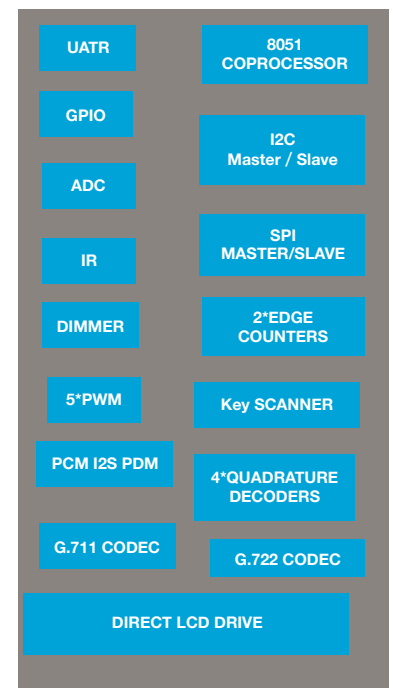 UATR
8051
COPROCESSOR
GPIO
I2C
Master / Slave
ADC
SPI
MASTER/SLAVE
IR
DIMMER
2*EDGE
COUNTERS
5*PWM
Key SCANNER
PCM I2S PDM
4*QUADRATURE
DECODERS
G.711 CODEC
G.722 CODEC
DIRECT LCD DRIVE